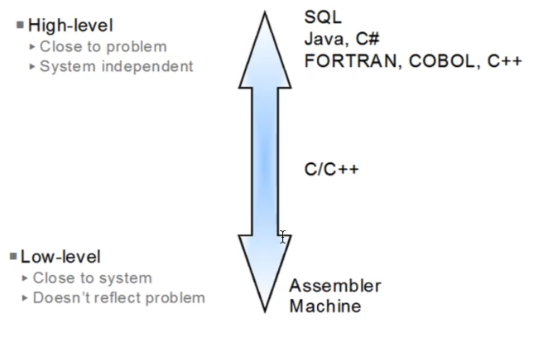 High-level
Close to problem
System independent
SQL
Java, C#
FORTRAN, COBOL, C++
C/C++
Low-level
Close to system
Doesn't reflect problem
Assembler
Machine